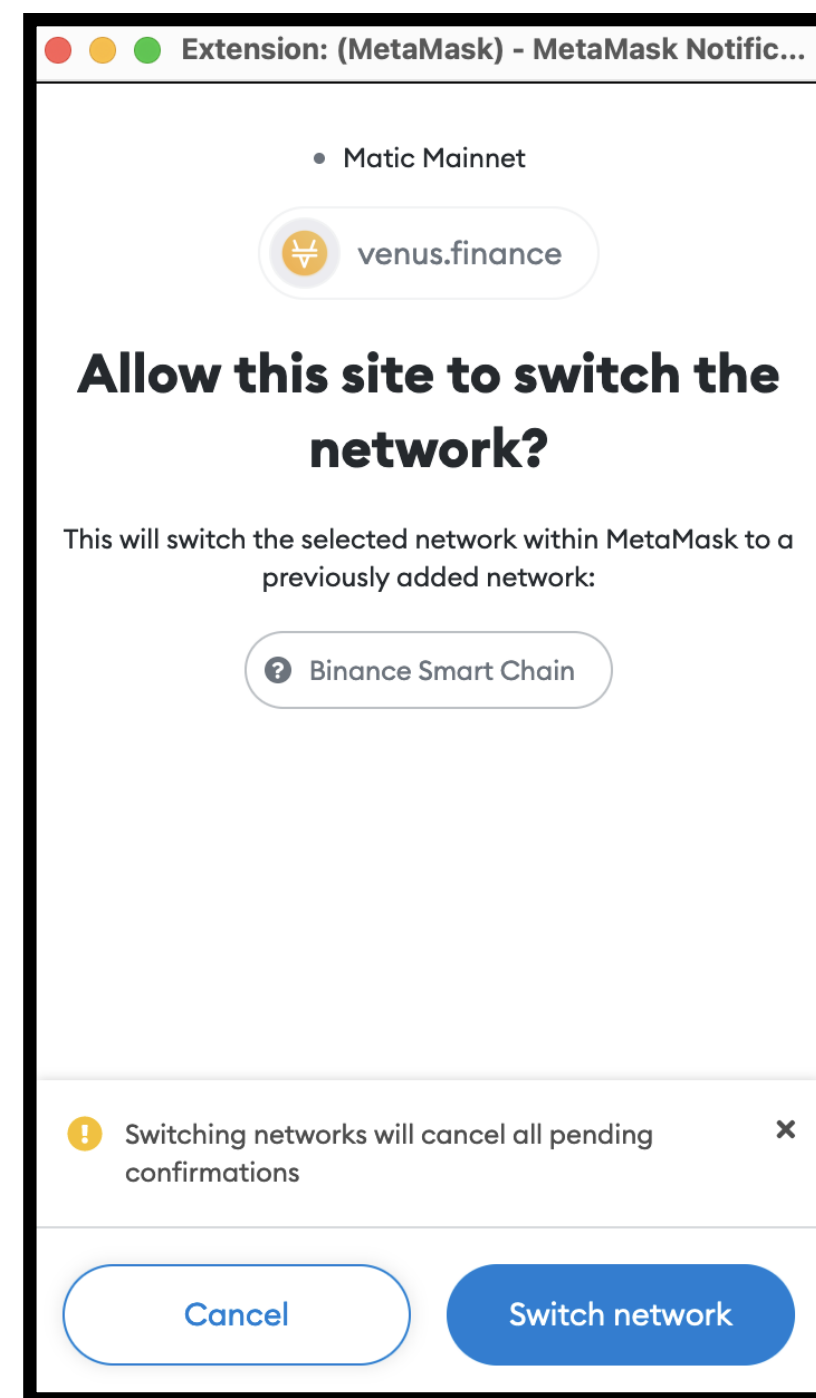 Extension: (MetaMask) - MetaMask Notific...
Matic Mainnet
venus.finance
Allow this site to switch the
network?
This will switch the selected network within MetaMask to a
previously added network:
Binance Smart Chain
Switching networks will cancel all pending
confirmations
Cancel
Switch network